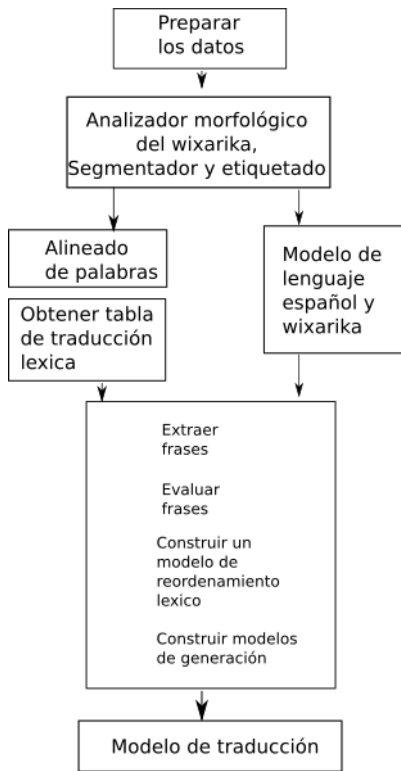 Preparar
los datos
Analizador morfológico
del wixarika,
Segmentador y etiquetado
Alineado
de palabras
Obtener tabla
de traducción
lexica
Modelo de
lenguaje
español y
wixarika
Extraer
frases
Evaluar
frases
Construir un
modelo de
reordenamiento
lexico
Construir modelos
de generación
Modelo de traducción